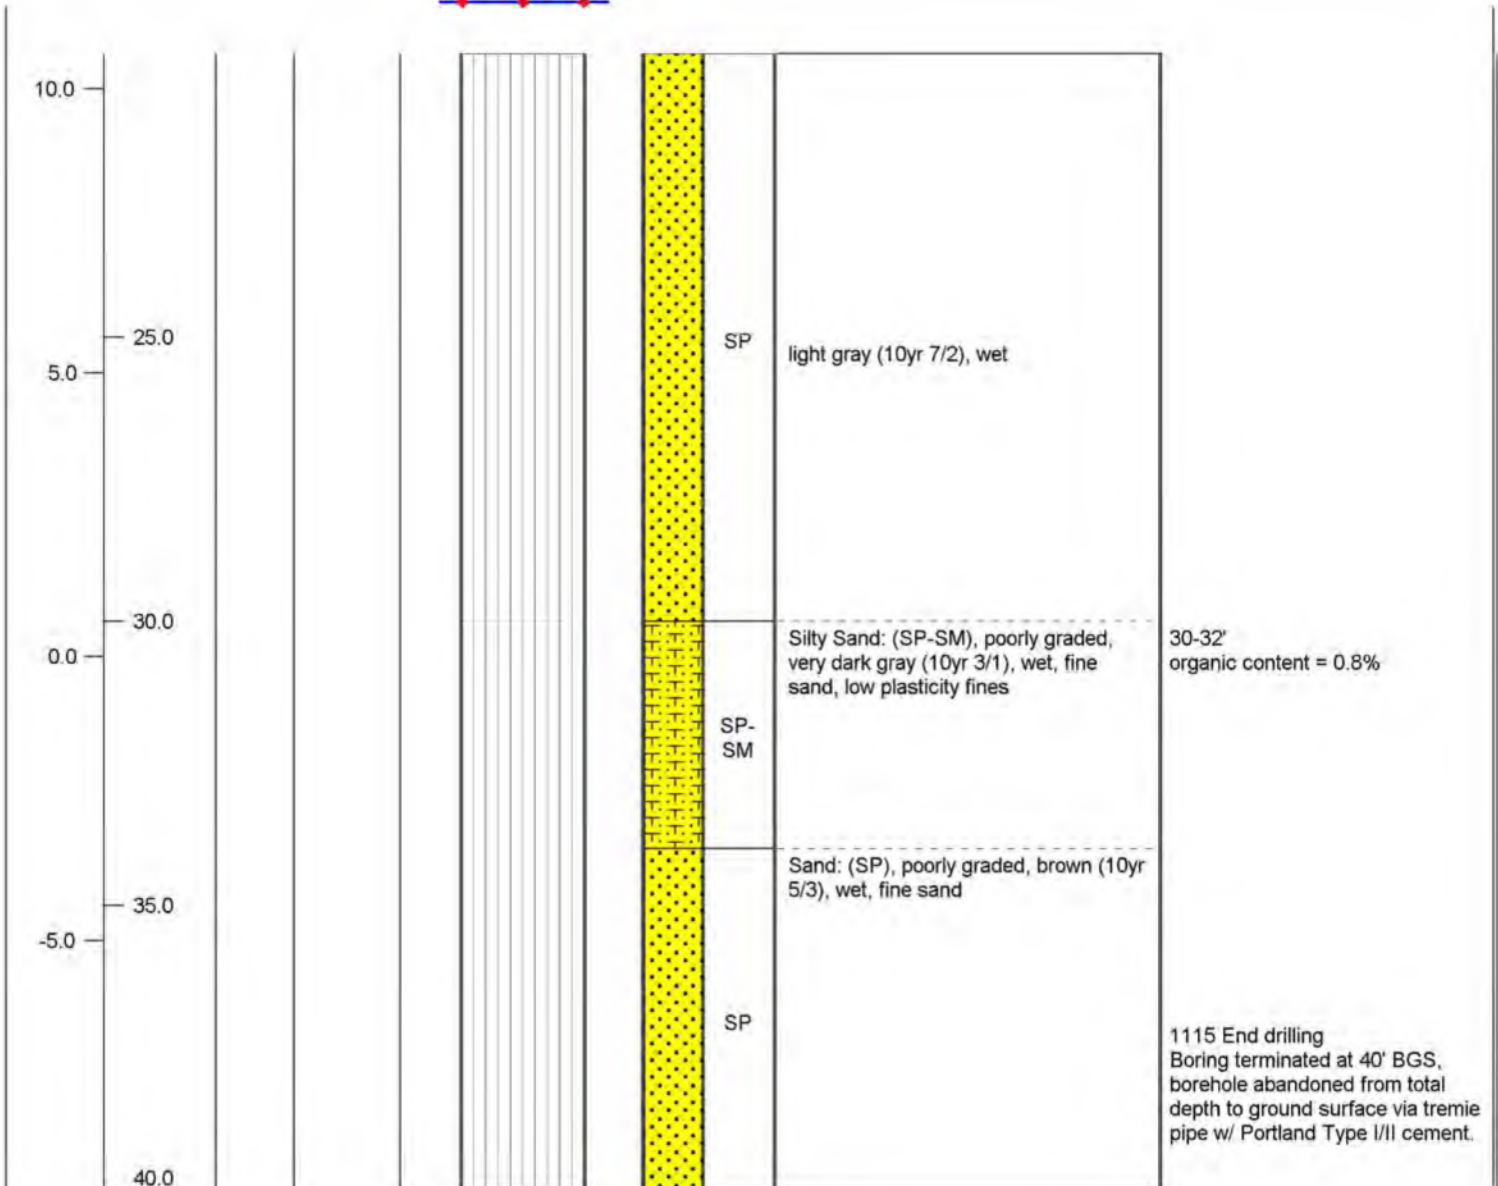 10.0
25.0
SP
light gray (10yr 7/2), wet
5.0
30.0
Silty Sand: (SP-SM), poorly graded,
very dark gray (10yr 3/1), wet, fine
sand, low plasticity fines
30-32'
organic content = 0.8%
0.0
SP-
SM
Sand: (SP), poorly graded, brown (10yr
5/3), wet, fine sand
35.0
-5.0
SP
1115 End drilling
Boring terminated at 40' BGS,
borehole abandoned from total
depth to ground surface via tremie
pipe w/ Portland Type I/II cement.
40.0